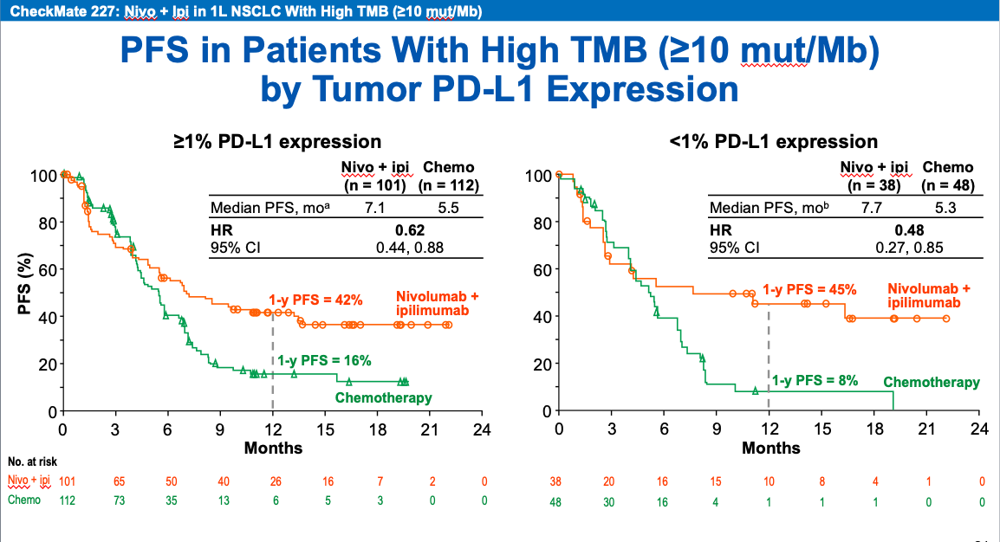 CheckMate 227: Nivo + Ipi in 1L NSCLC With High TMB (≥10 mut/Mb)
PFS in Patients With High TMB (≥10 mut/Mb)
by Tumor PD-L1 Expression
≥1% PD-L1 expression
Nivo + ipi Chemo
(n = 101) (n = 112)
Median PFS, moᵃ 7.1 5.5
HR 0.62
95% CI 0.44, 0.88
PFS (%)
100
80
60
40
20
0
1-y PFS = 42%
Nivolumab +
ipilimumab
1-y PFS = 16%
Chemotherapy
0 3 6 9 12 15 18 21 24
Months
<1% PD-L1 expression
Nivo + ipi Chemo
(n = 38) (n = 48)
Median PFS, moᵇ 7.7 5.3
HR 0.48
95% CI 0.27, 0.85
100
80
60
40
20
0
1-y PFS = 45%
Nivolumab +
ipilimumab
1-y PFS = 8%
Chemotherapy
0 3 6 9 12 15 18 21 24
Months
No. at risk
Nivo + ipi 101 65 50 40 26 16 7 2 0 38 20 16 15 10 8 4 1 0
Chemo 112 73 35 13 6 5 3 0 0 48 30 16 4 1 1 1 0 0